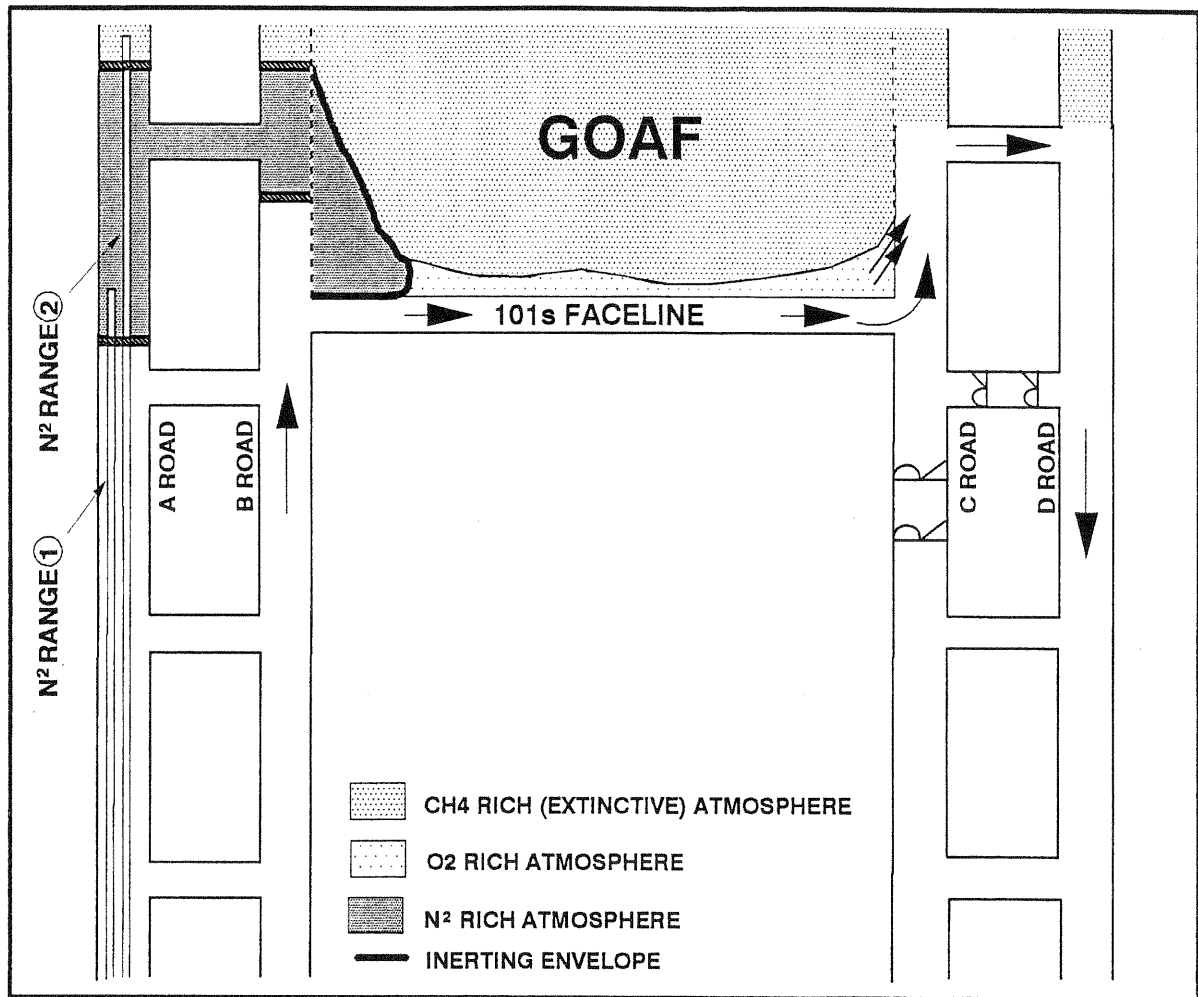 GOAF
N² RANGE②
N² RANGE①
101s FACELINE
A ROAD
B ROAD
C ROAD
D ROAD
CH4 RICH (EXTINCTIVE) ATMOSPHERE
O2 RICH ATMOSPHERE
N² RICH ATMOSPHERE
INERTING ENVELOPE